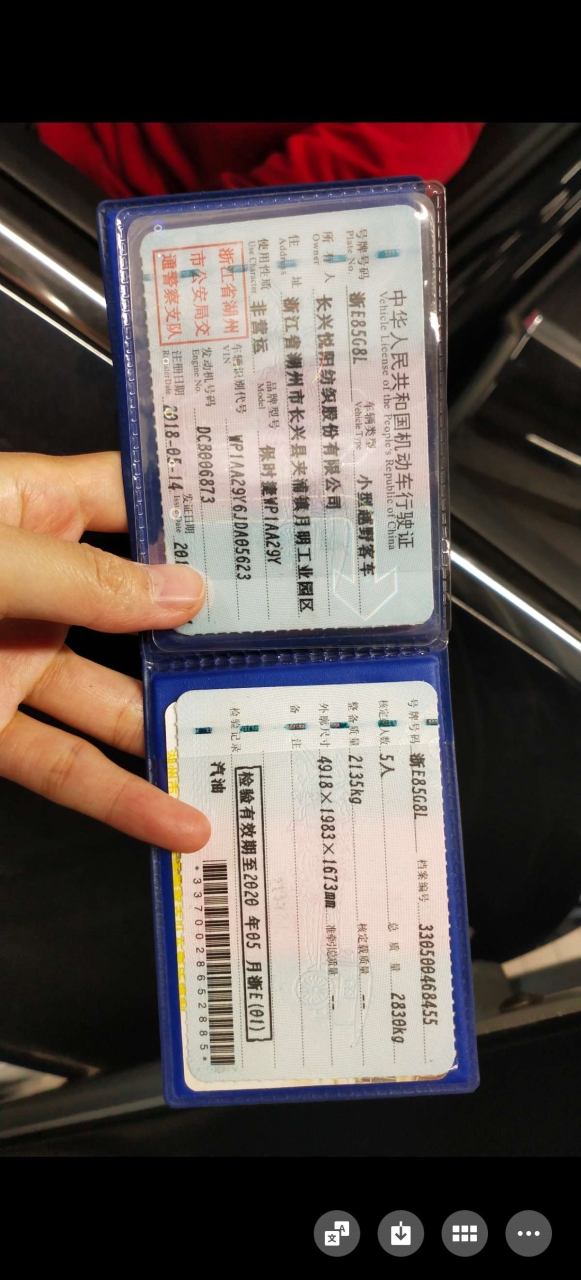 中华人民共和国机动车行驶证
Vehicle License of the People's Republic of China
号牌号码 浙E85G8L 车辆类型 小型越野客车
Plate No. Vehicle Type
所有人 长兴悦阳纺织股份有限公司
Owner
住址 浙江省湖州市长兴县夹浦镇月明工业园区
Address
使用性质 非营运 品牌型号 保时捷WP1AA29Y
Use Character Model
浙江省湖州
市公安局交
通警察支队
车辆识别代号 WP1AA29Y6JDA05623
VIN
发动机号码 DCB006873
Engine No.
注册日期 2018-05-14 发证日期 201
Issue Date
号牌号码 浙E85G8L 档案编号 330500468455
核定载人数 5人 总质量 2830kg
整备质量 2135kg 核定载质量 --
外廓尺寸 4918×1983×1673mm 准牵引总质量 --
备注
检验记录 检验有效期至2020年05月浙E(01)
汽油
*3370028652885*